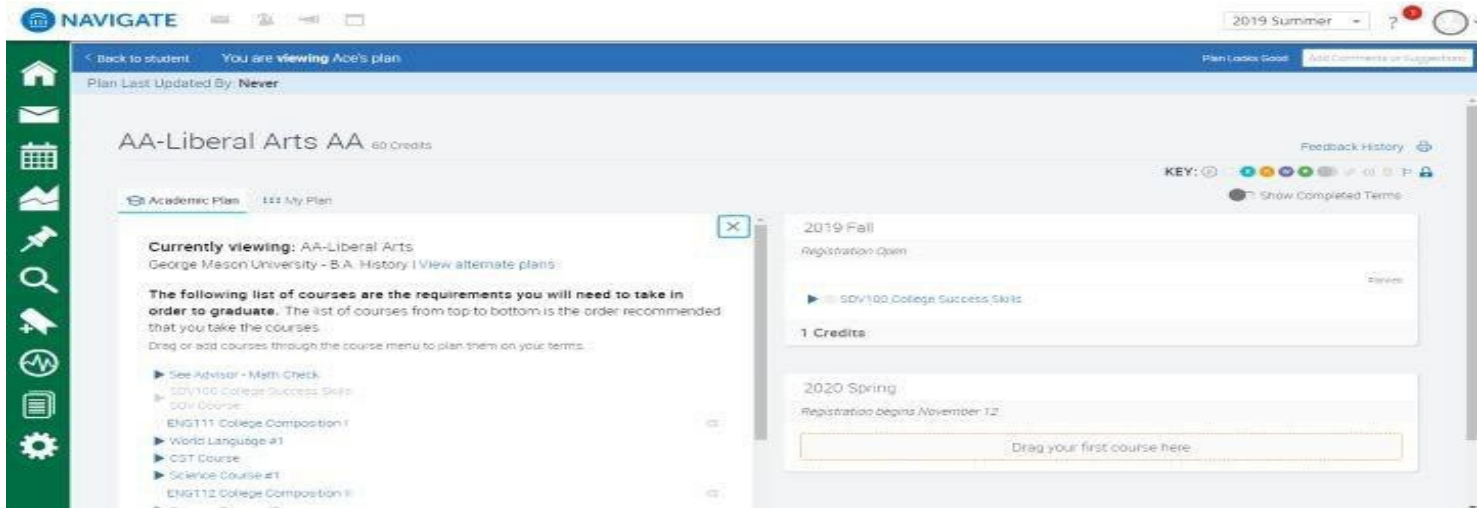 NAVIGATE
2019 Summer
?
< Back to student You are viewing Ace's plan
Plan Looks Good
Add Comments or Suggestions
Plan Last Updated By: Never
AA-Liberal Arts AA 60 Credits
Feedback History
KEY:
Show Completed Terms
Academic Plan
My Plan
Currently viewing: AA-Liberal Arts
George Mason University - B.A. History | View alternate plans
The following list of courses are the requirements you will need to take in
order to graduate. The list of courses from top to bottom is the order recommended
that you take the courses.
Drag or add courses through the course menu to plan them on your terms.
See Advisor - Math Check
SDV100 College Success Skills
SDV Course
ENG111 College Composition I
World Language #1
CST Course
Science Course #1
ENG112 College Composition II
2019 Fall
Registration Open
SDV100 College Success Skills
1 Credits
2020 Spring
Registration begins November 12
Drag your first course here